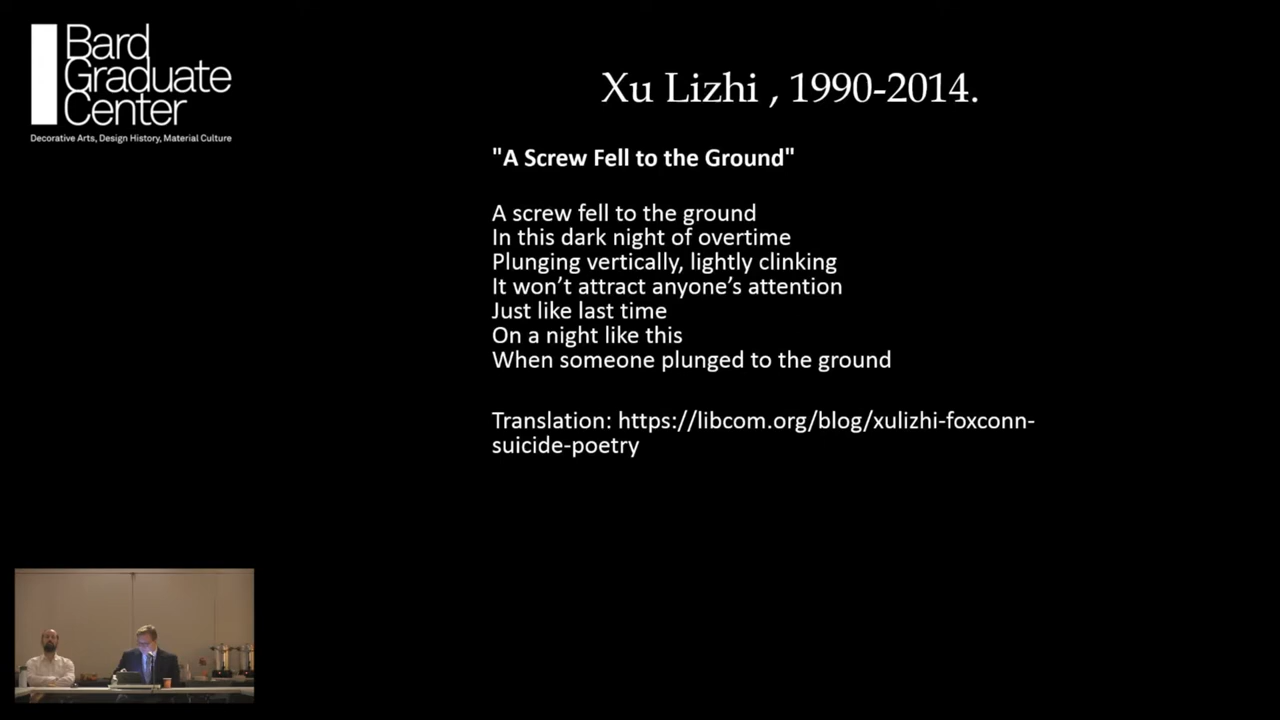 Bard
Graduate
Center
Decorative Arts, Design History, Material Culture
Xu Lizhi , 1990-2014.
"A Screw Fell to the Ground"
A screw fell to the ground
In this dark night of overtime
Plunging vertically, lightly clinking
It won’t attract anyone’s attention
Just like last time
On a night like this
When someone plunged to the ground
Translation: https://libcom.org/blog/xulizhi-foxconn-
suicide-poetry